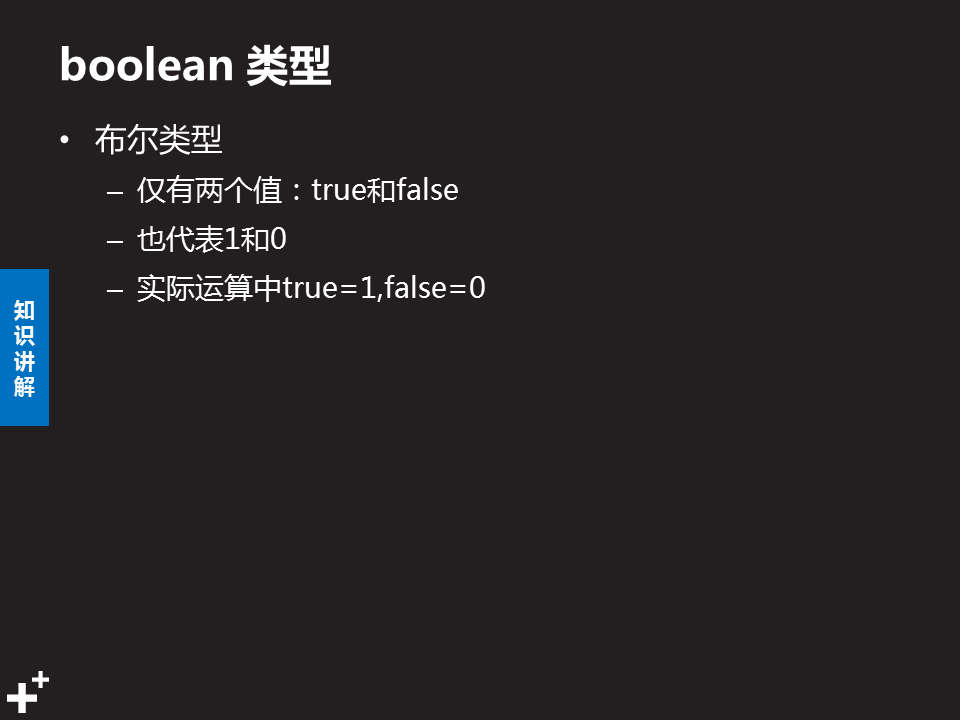 boolean 类型
• 布尔类型
– 仅有两个值：true和false
– 也代表1和0
– 实际运算中true=1,false=0
知
识
讲
解